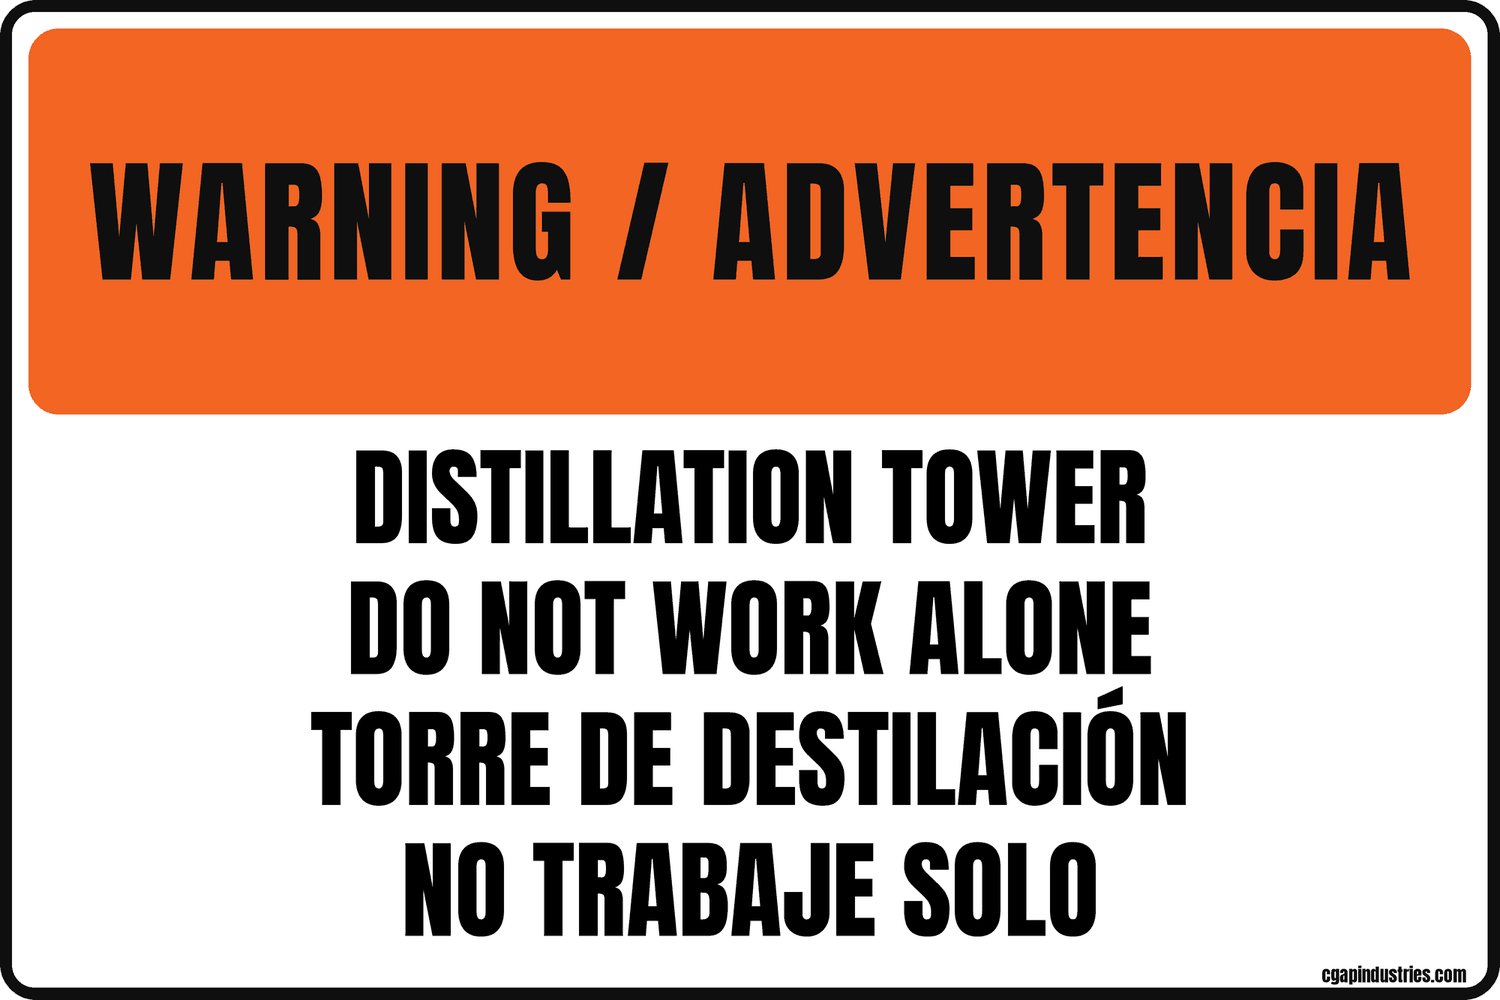 WARNING / ADVERTENCIA
DISTILLATION TOWER
DO NOT WORK ALONE
TORRE DE DESTILACIÓN
NO TRABAJE SOLO
cgapindustries.com